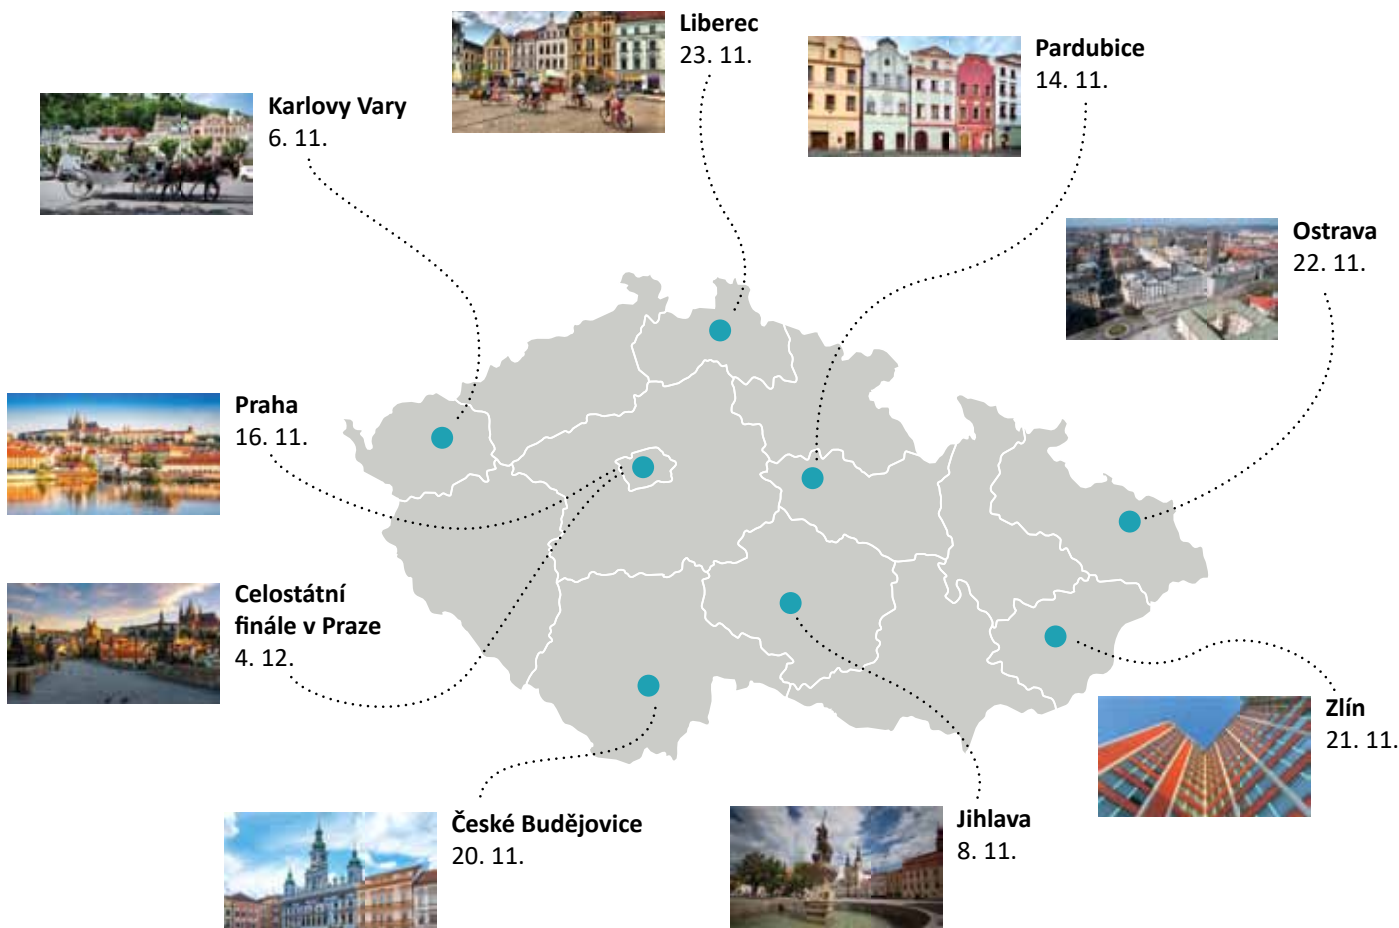 Liberec
23. 11.
Pardubice
14. 11.
Karlovy Vary
6. 11.
Ostrava
22. 11.
Praha
16. 11.
Celostátní
finále v Praze
4. 12.
Zlín
21. 11.
České Budějovice
20. 11.
Jihlava
8. 11.